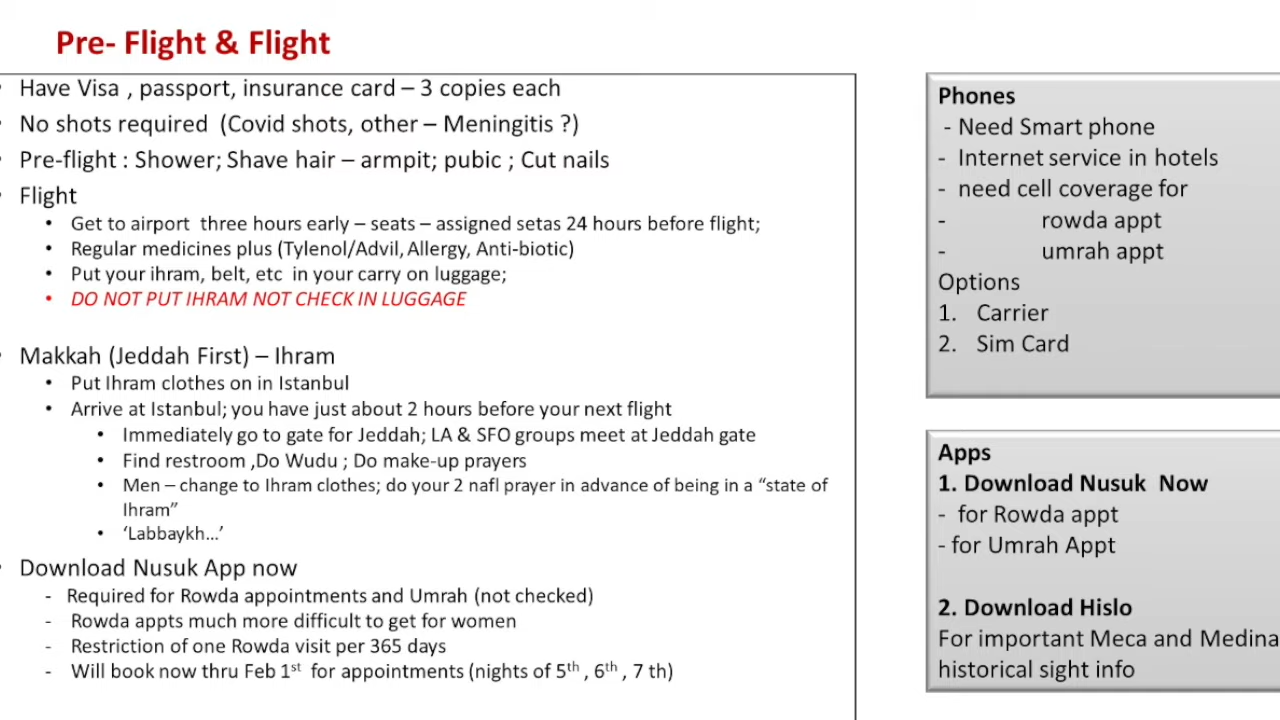 Pre- Flight & Flight
• Have Visa , passport, insurance card – 3 copies each
• No shots required (Covid shots, other – Meningitis ?)
• Pre-flight : Shower; Shave hair – armpit; pubic ; Cut nails
• Flight
• Get to airport three hours early – seats – assigned setas 24 hours before flight;
• Regular medicines plus (Tylenol/Advil, Allergy, Anti-biotic)
• Put your ihram, belt, etc in your carry on luggage;
• DO NOT PUT IHRAM NOT CHECK IN LUGGAGE
• Makkah (Jeddah First) – Ihram
• Put Ihram clothes on in Istanbul
• Arrive at Istanbul; you have just about 2 hours before your next flight
• Immediately go to gate for Jeddah; LA & SFO groups meet at Jeddah gate
• Find restroom ,Do Wudu ; Do make-up prayers
• Men – change to Ihram clothes; do your 2 nafl prayer in advance of being in a “state of
Ihram”
• ‘Labbaykh...’
• Download Nusuk App now
- Required for Rowda appointments and Umrah (not checked)
- Rowda appts much more difficult to get for women
- Restriction of one Rowda visit per 365 days
- Will book now thru Feb 1st for appointments (nights of 5th , 6th , 7 th)
Phones
- Need Smart phone
- Internet service in hotels
- need cell coverage for
- rowda appt
- umrah appt
Options
1. Carrier
2. Sim Card
Apps
1. Download Nusuk Now
- for Rowda appt
- for Umrah Appt
2. Download Hislo
For important Meca and Medina
historical sight info